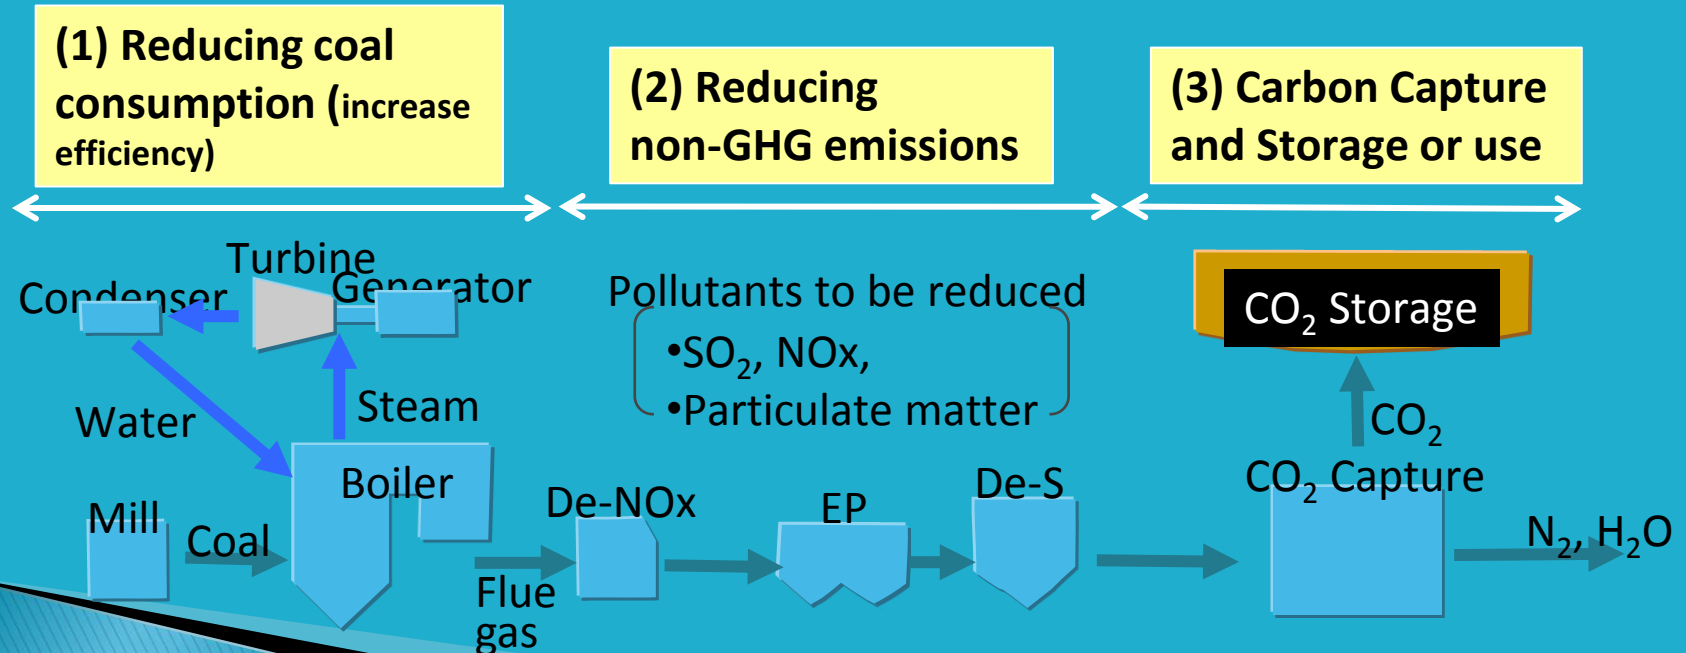 (1) Reducing coal
consumption (increase
efficiency)
(2) Reducing
non-GHG emissions
(3) Carbon Capture
and Storage or use
Turbine
Condenser
Generator
Pollutants to be reduced
•SO₂, NOx,
•Particulate matter
CO₂ Storage
Water
Steam
CO₂
Boiler
CO₂ Capture
Mill
Coal
De-NOx
EP
De-S
N₂, H₂O
Flue
gas